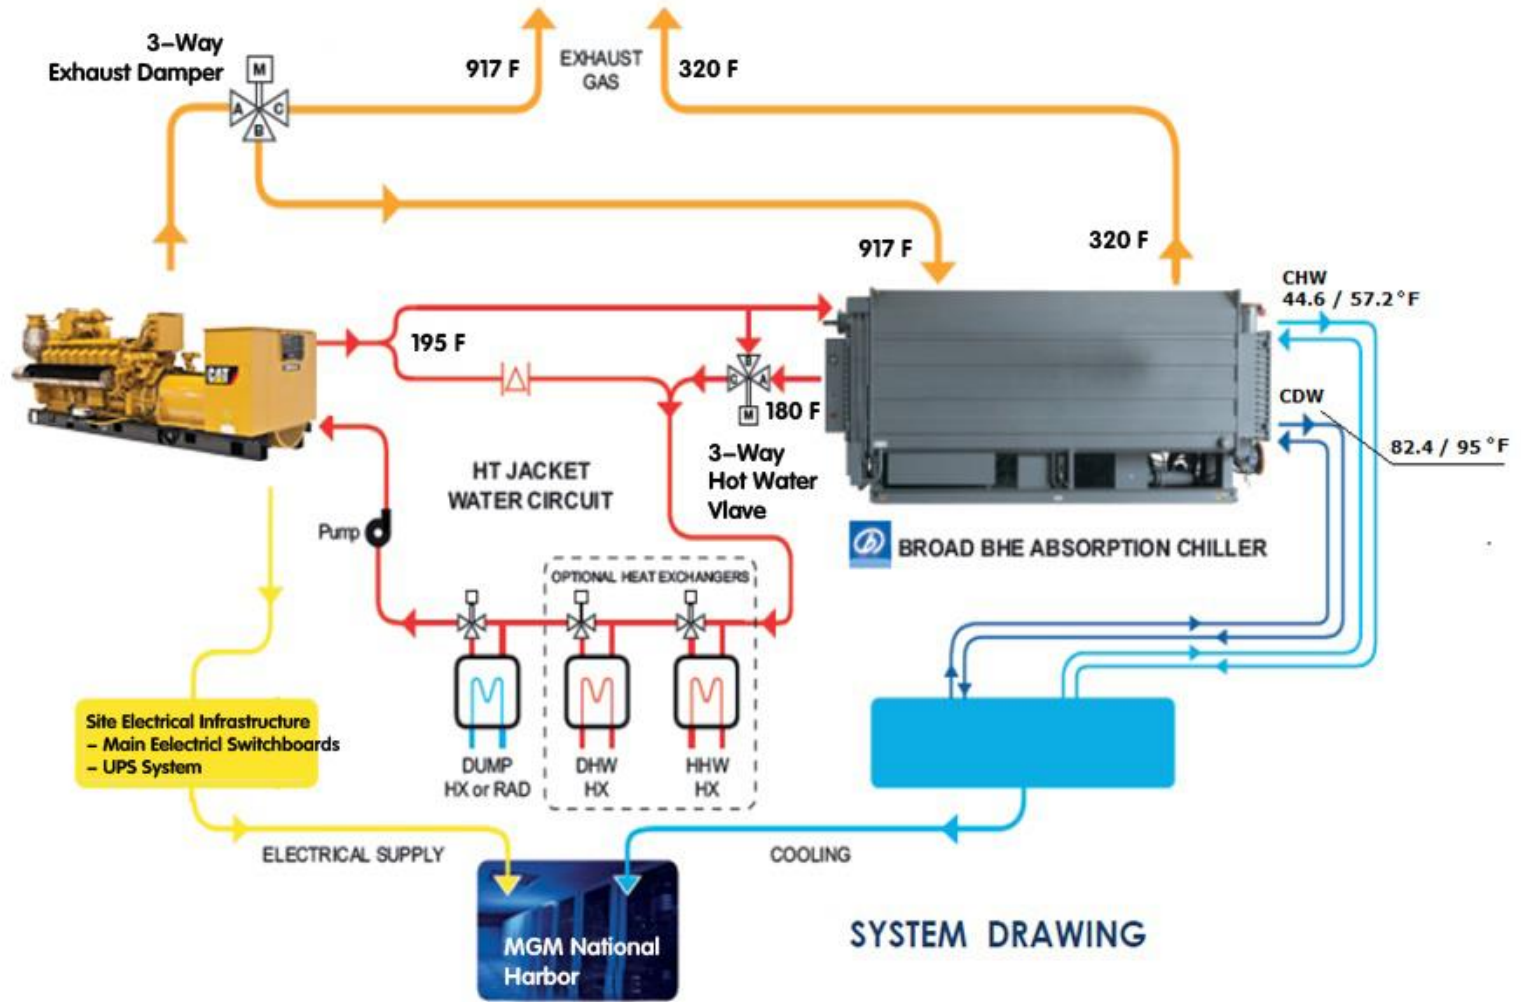 3-Way
Exhaust Damper
M
A
C
B
917 F
EXHAUST
GAS
320 F
917 F
320 F
CHW
44.6 / 57.2°F
195 F
CAT
B
C
A
M
180 F
CDW
82.4 / 95 °F
3-Way
Hot Water
Vlave
HT JACKET
WATER CIRCUIT
Pump
BROAD BHE ABSORPTION CHILLER
OPTIONAL HEAT EXCHANGERS
Site Electrical Infrastructure
- Main Eelectricl Switchboards
- UPS System
DUMP
HX or RAD
DHW
HX
HHW
HX
ELECTRICAL SUPPLY
COOLING
MGM National
Harbor
SYSTEM DRAWING